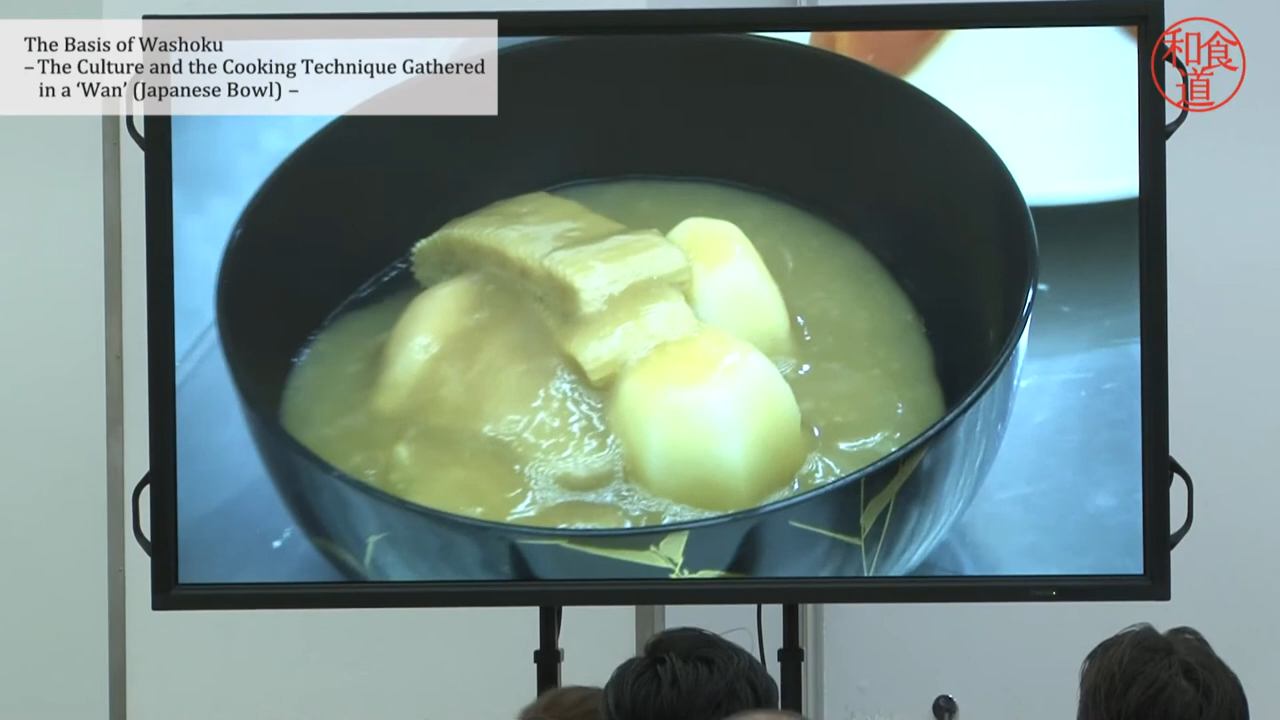 The Basis of Washoku
– The Culture and the Cooking Technique Gathered
in a ‘Wan’ (Japanese Bowl) –
和食
道